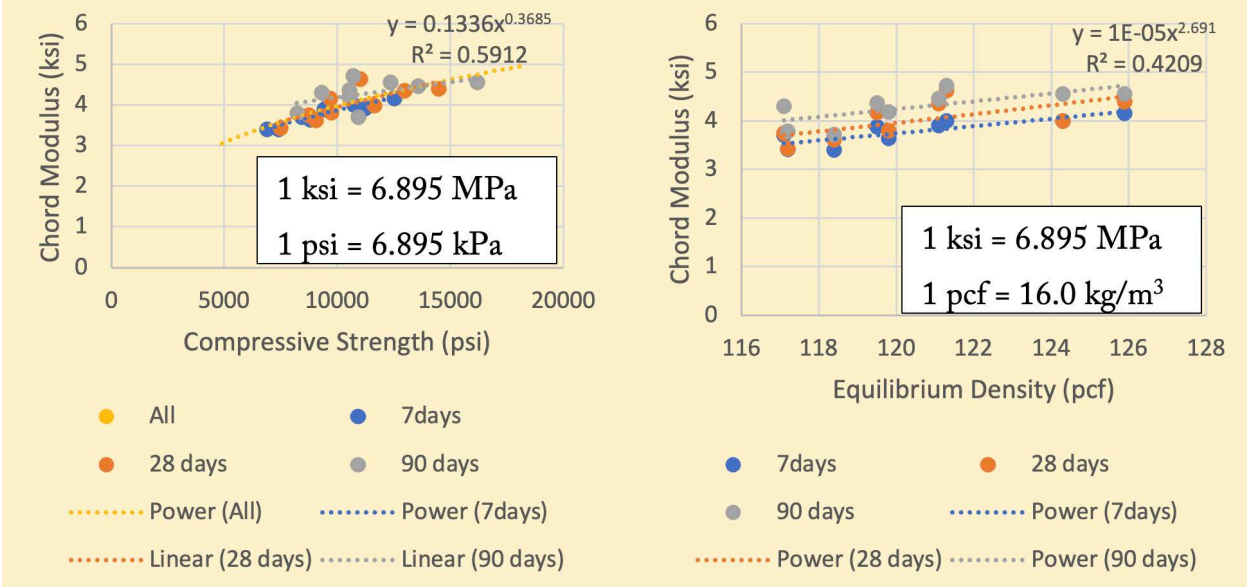 y = 0.1336x^0.3685
R² = 0.5912
6
5
4
3
2
1
0
Chord Modulus (ksi)
1 ksi = 6.895 MPa
1 psi = 6.895 kPa
0 5000 10000 15000 20000
Compressive Strength (psi)
All 7days
28 days 90 days
Power (All) Power (7days)
Linear (28 days) Linear (90 days)
y = 1E-05x^2.691
R² = 0.4209
6
5
4
3
2
1
0
Chord Modulus (ksi)
1 ksi = 6.895 MPa
1 pcf = 16.0 kg/m³
116 118 120 122 124 126 128
Equilibrium Density (pcf)
7days 28 days
90 days Power (7days)
Power (28 days) Power (90 days)